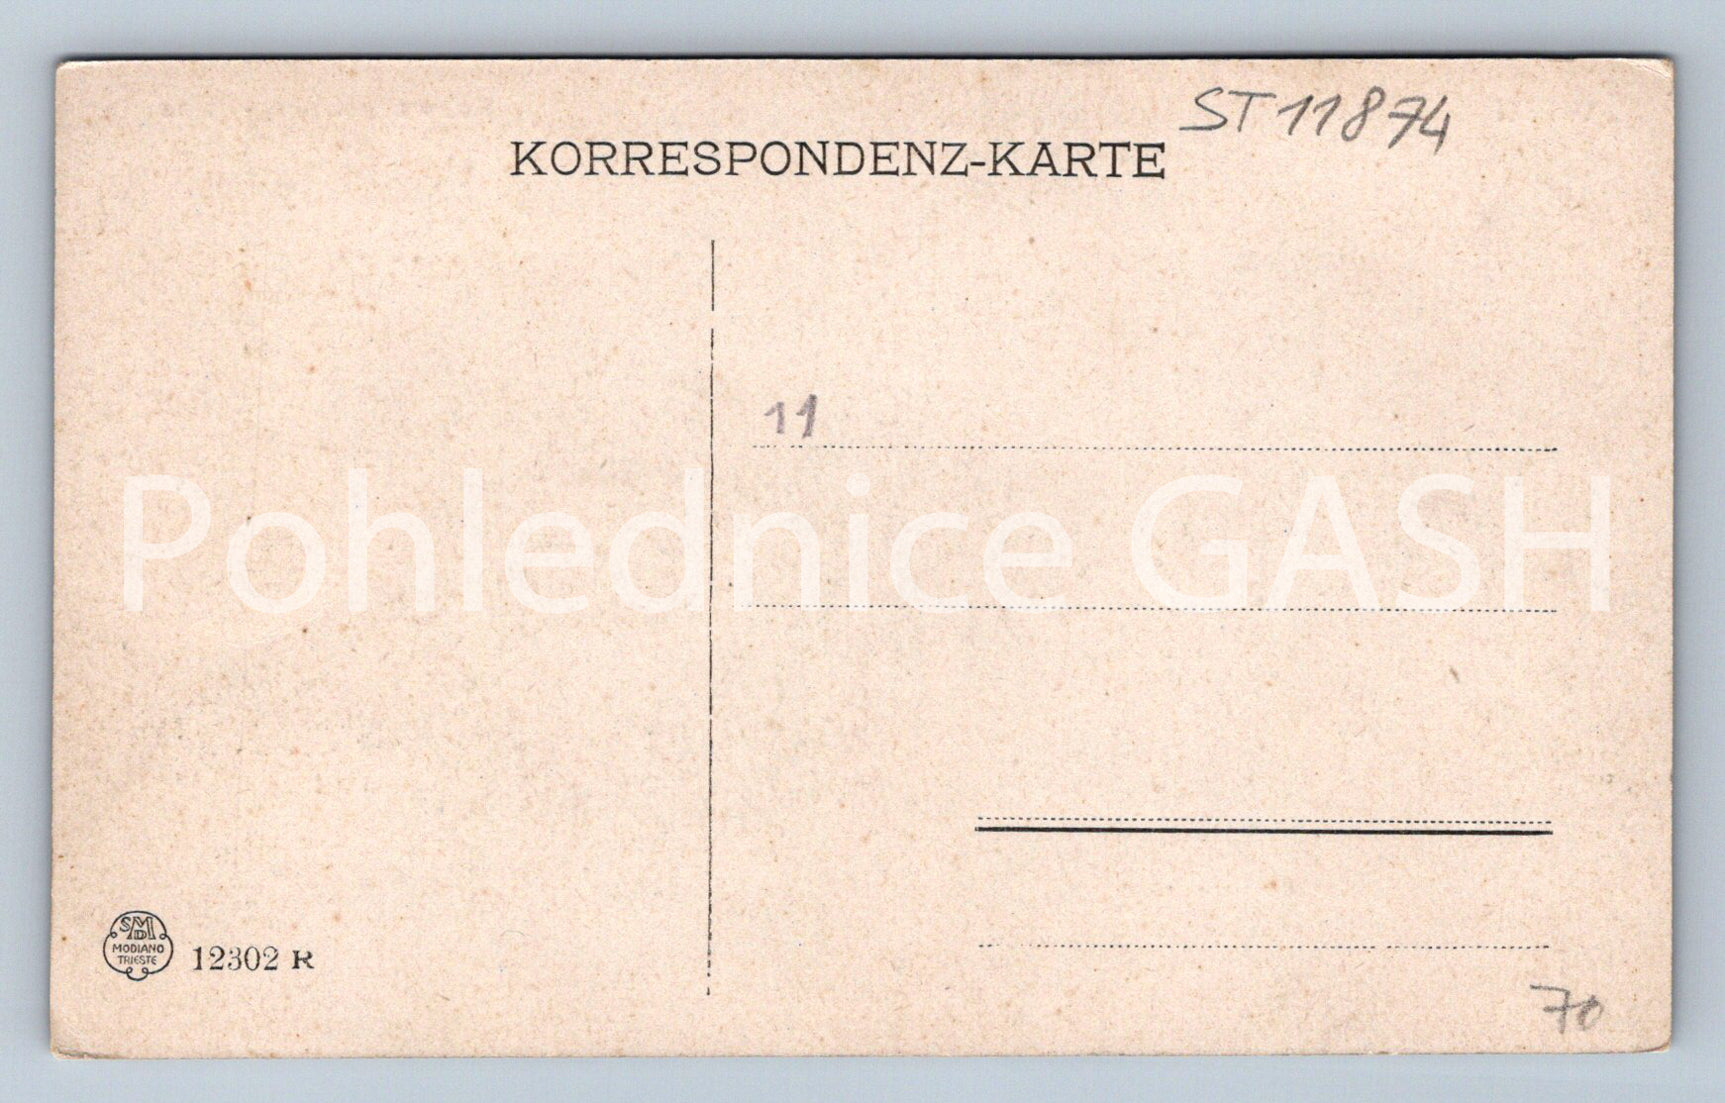 ST 11874
KORRESPONDENZ-KARTE
11
Pohlednice GASH
SMD
MODIANO
TRIESTE
12302 R
70